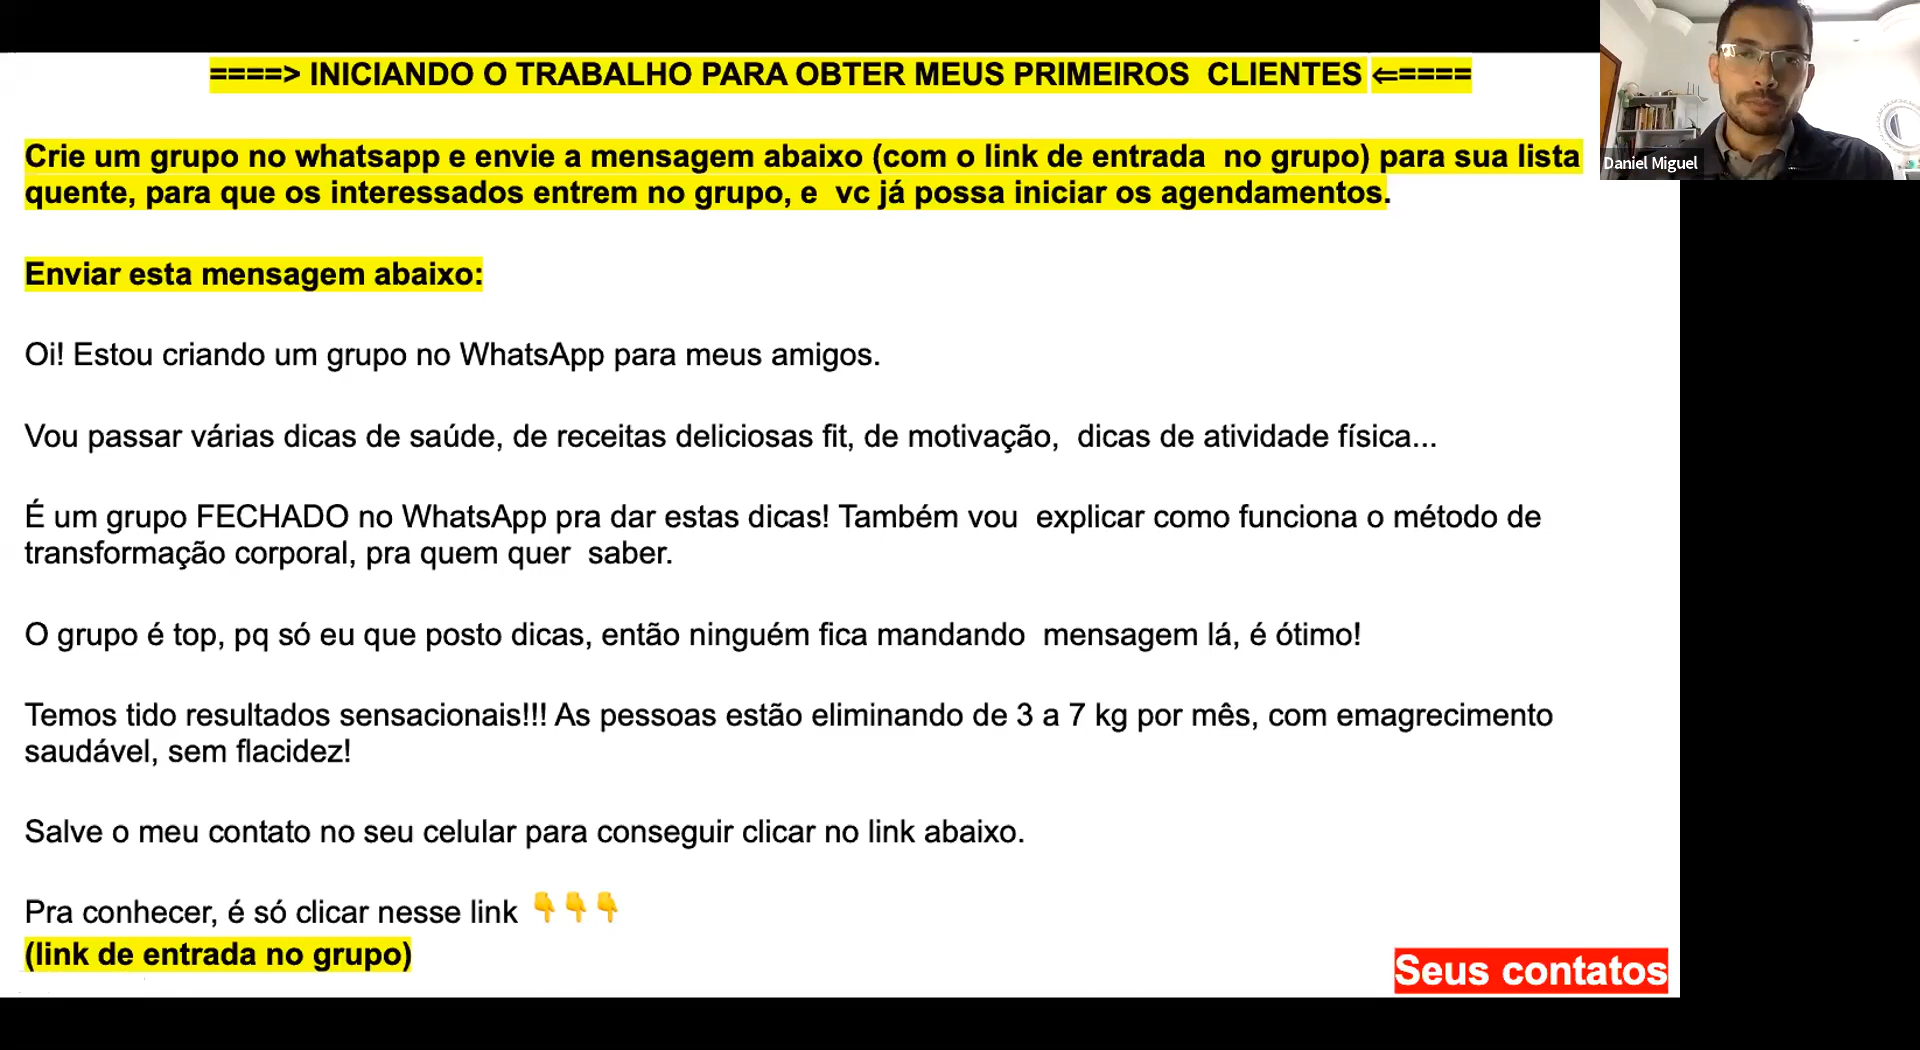 ====> INICIANDO O TRABALHO PARA OBTER MEUS PRIMEIROS CLIENTES ⇐====
Daniel Miguel
Crie um grupo no whatsapp e envie a mensagem abaixo (com o link de entrada no grupo) para sua lista
quente, para que os interessados entrem no grupo, e vc já possa iniciar os agendamentos.
Enviar esta mensagem abaixo:
Oi! Estou criando um grupo no WhatsApp para meus amigos.
Vou passar várias dicas de saúde, de receitas deliciosas fit, de motivação, dicas de atividade física...
É um grupo FECHADO no WhatsApp pra dar estas dicas! Também vou explicar como funciona o método de
transformação corporal, pra quem quer saber.
O grupo é top, pq só eu que posto dicas, então ninguém fica mandando mensagem lá, é ótimo!
Temos tido resultados sensacionais!!! As pessoas estão eliminando de 3 a 7 kg por mês, com emagrecimento
saudável, sem flacidez!
Salve o meu contato no seu celular para conseguir clicar no link abaixo.
Pra conhecer, é só clicar nesse link 👇👇👇
(link de entrada no grupo)
Seus contatos